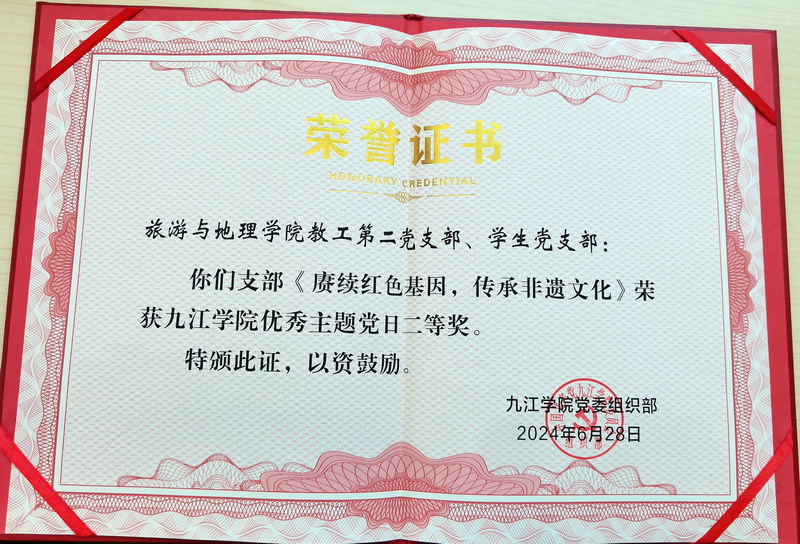 荣誉证书
HONORARY CREDENTIAL
旅游与地理学院教工第二党支部、学生党支部：
你们支部《赓续红色基因，传承非遗文化》荣
获九江学院优秀主题党日二等奖。
特颁此证，以资鼓励。
九江学院党委组织部
2024年6月28日